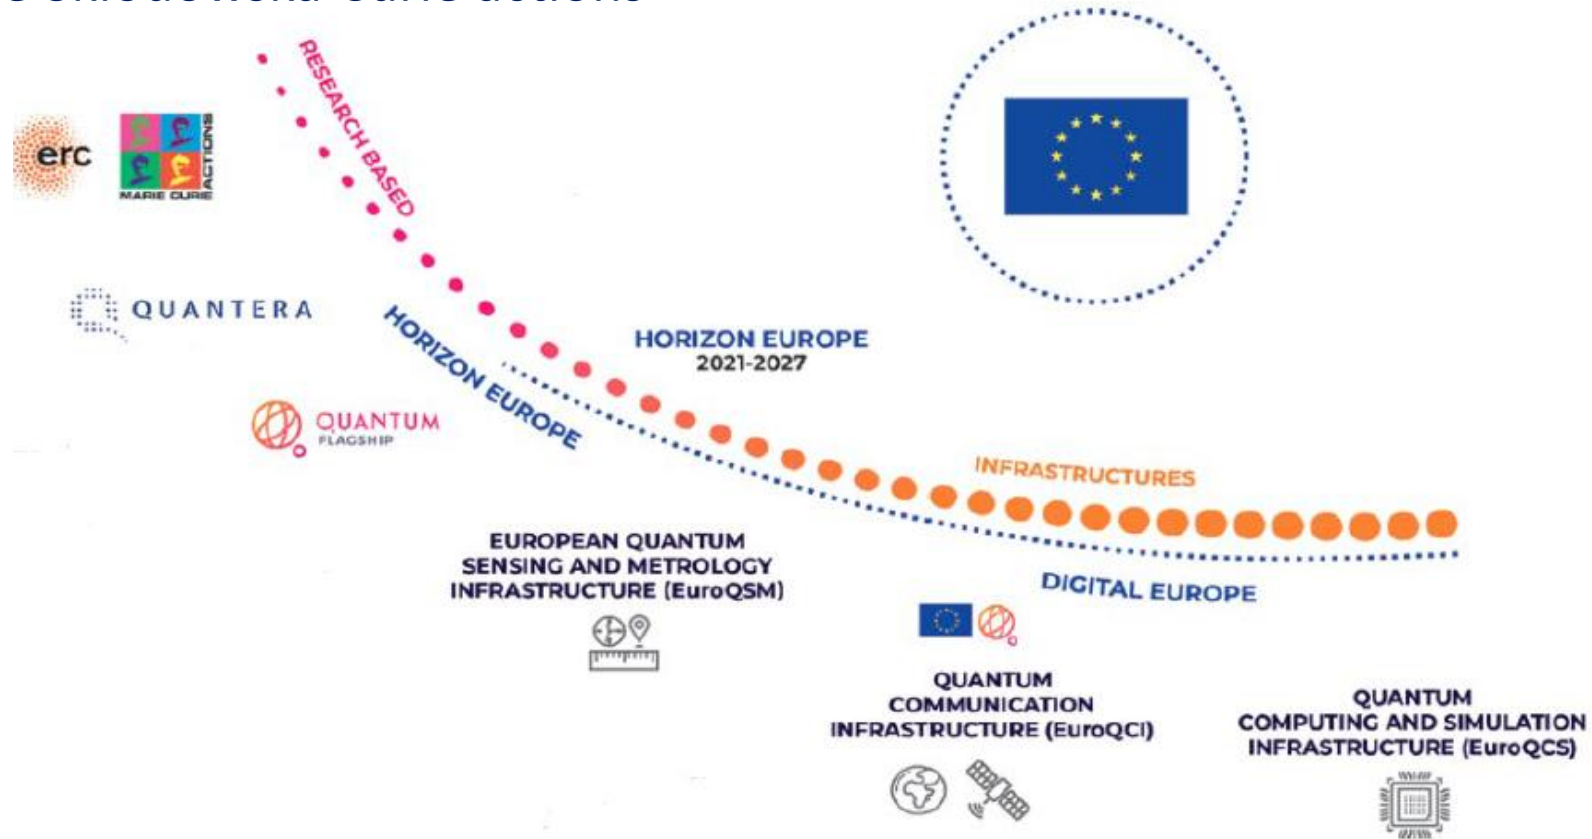 RESEARCH BASED
erc
MARIE CURIE
ACTIONS
QUANTERA
HORIZON EUROPE
HORIZON EUROPE
2021-2027
QUANTUM
FLAGSHIP
INFRASTRUCTURES
EUROPEAN QUANTUM
SENSING AND METROLOGY
INFRASTRUCTURE (EuroQSM)
DIGITAL EUROPE
QUANTUM
COMMUNICATION
INFRASTRUCTURE (EuroQCI)
QUANTUM
COMPUTING AND SIMULATION
INFRASTRUCTURE (EuroQCS)